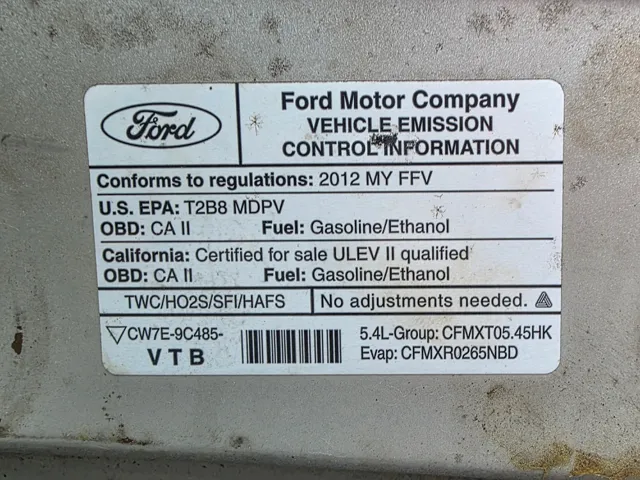 Ford
Ford Motor Company
VEHICLE EMISSION
CONTROL INFORMATION
Conforms to regulations: 2012 MY FFV
U.S. EPA: T2B8 MDPV
OBD: CA II Fuel: Gasoline/Ethanol
California: Certified for sale ULEV II qualified
OBD: CA II Fuel: Gasoline/Ethanol
TWC/HO2S/SFI/HAFS No adjustments needed.
CW7E-9C485-
VTB
5.4L-Group: CFMXT05.45HK
Evap: CFMXR0265NBD